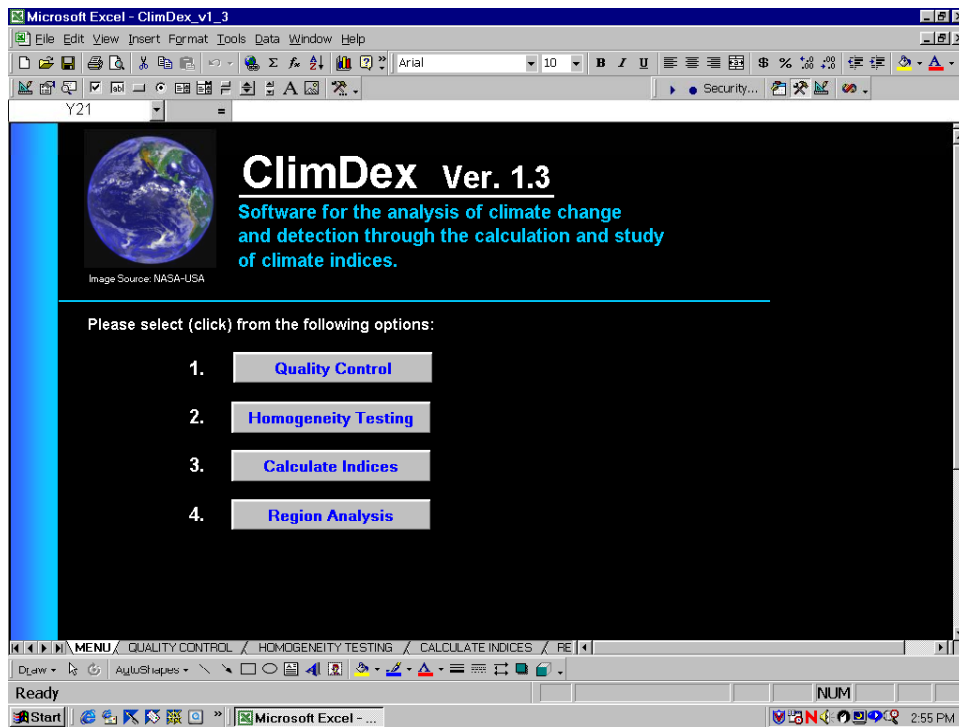 Microsoft Excel - ClimDex_v1_3
File Edit View Insert Format Tools Data Window Help
Arial 10 B I U $ %
abl A Security...
Y21 =
ClimDex Ver. 1.3
Software for the analysis of climate change
and detection through the calculation and study
of climate indices.
Image Source: NASA-USA
Please select (click) from the following options:
1. Quality Control
2. Homogeneity Testing
3. Calculate Indices
4. Region Analysis
MENU / QUALITY CONTROL / HOMOGENEITY TESTING / CALCULATE INDICES / RE
Draw AutoShapes
Ready NUM
Start Microsoft Excel - ... 2:55 PM